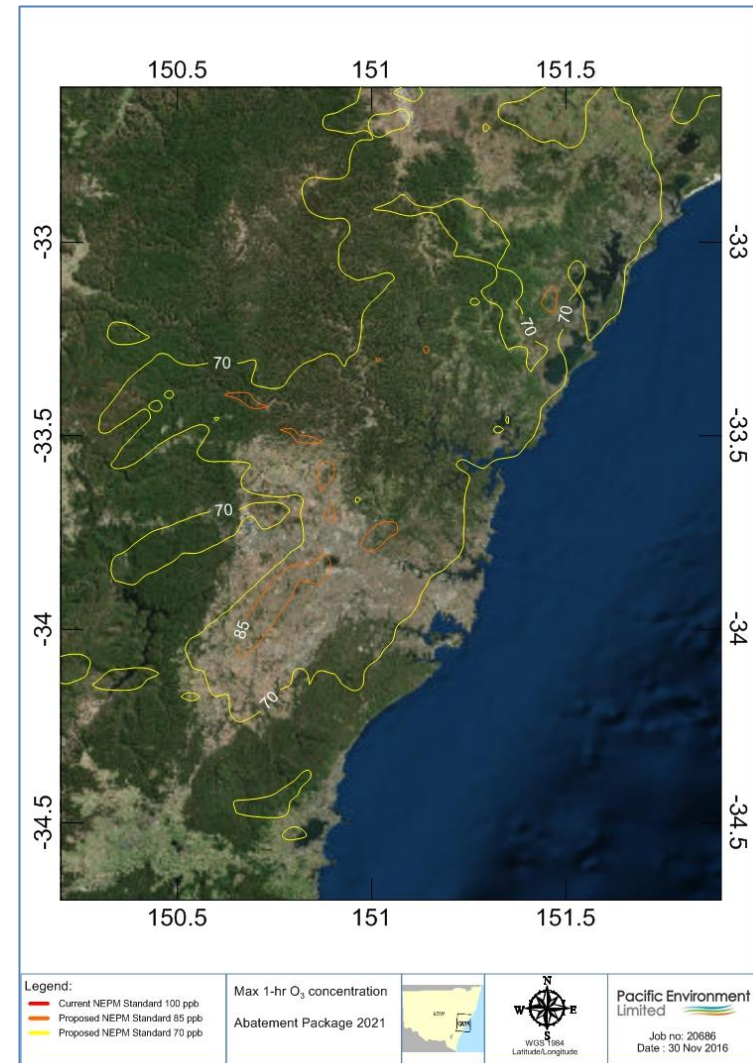 150.5 151 151.5
-33 -33
70
70
70
-33.5 -33.5
70
85
-34 -34
70
-34.5 -34.5
150.5 151 151.5
Legend:
Current NEPM Standard 100 ppb
Proposed NEPM Standard 85 ppb
Proposed NEPM Standard 70 ppb
Max 1-hr O₃ concentration
Abatement Package 2021
NSW
GMR
N
W E
S
WGS 1984
Latitude/Longitude
Pacific Environment
Limited
Job no: 20686
Date : 30 Nov 2016